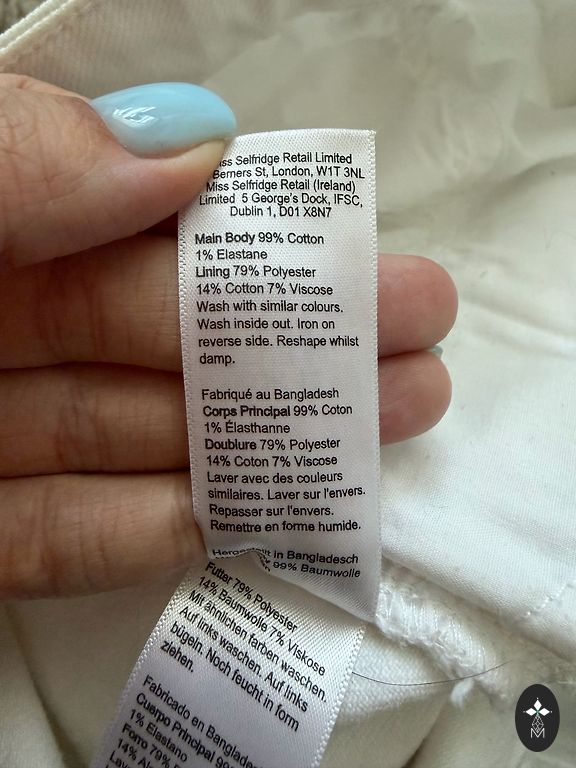 Selfridge Retail Limited
Berners St, London, W1T 3NL
Miss Selfridge Retail (Ireland)
Limited 5 George's Dock, IFSC,
Dublin 1, D01 X8N7
Main Body 99% Cotton
1% Elastane
Lining 79% Polyester
14% Cotton 7% Viscose
Wash with similar colours.
Wash inside out. Iron on
reverse side. Reshape whilst
damp.
Fabriqué au Bangladesh
Corps Principal 99% Coton
1% Élasthanne
Doublure 79% Polyester
14% Coton 7% Viscose
Laver avec des couleurs
similaires. Laver sur l'envers.
Repasser sur l'envers.
Remettre en forme humide.
Hergestellt in Bangladesch
99% Baumwolle
Futter 79% Polyester
14% Baumwolle 7% Viskose
Mit ähnlichen farben waschen.
Auf links waschen. Auf links
bügeln. Noch feucht in form
ziehen.
Fabricado en
Cuerpo Principal
1% Elastano
Forro 79%
14%